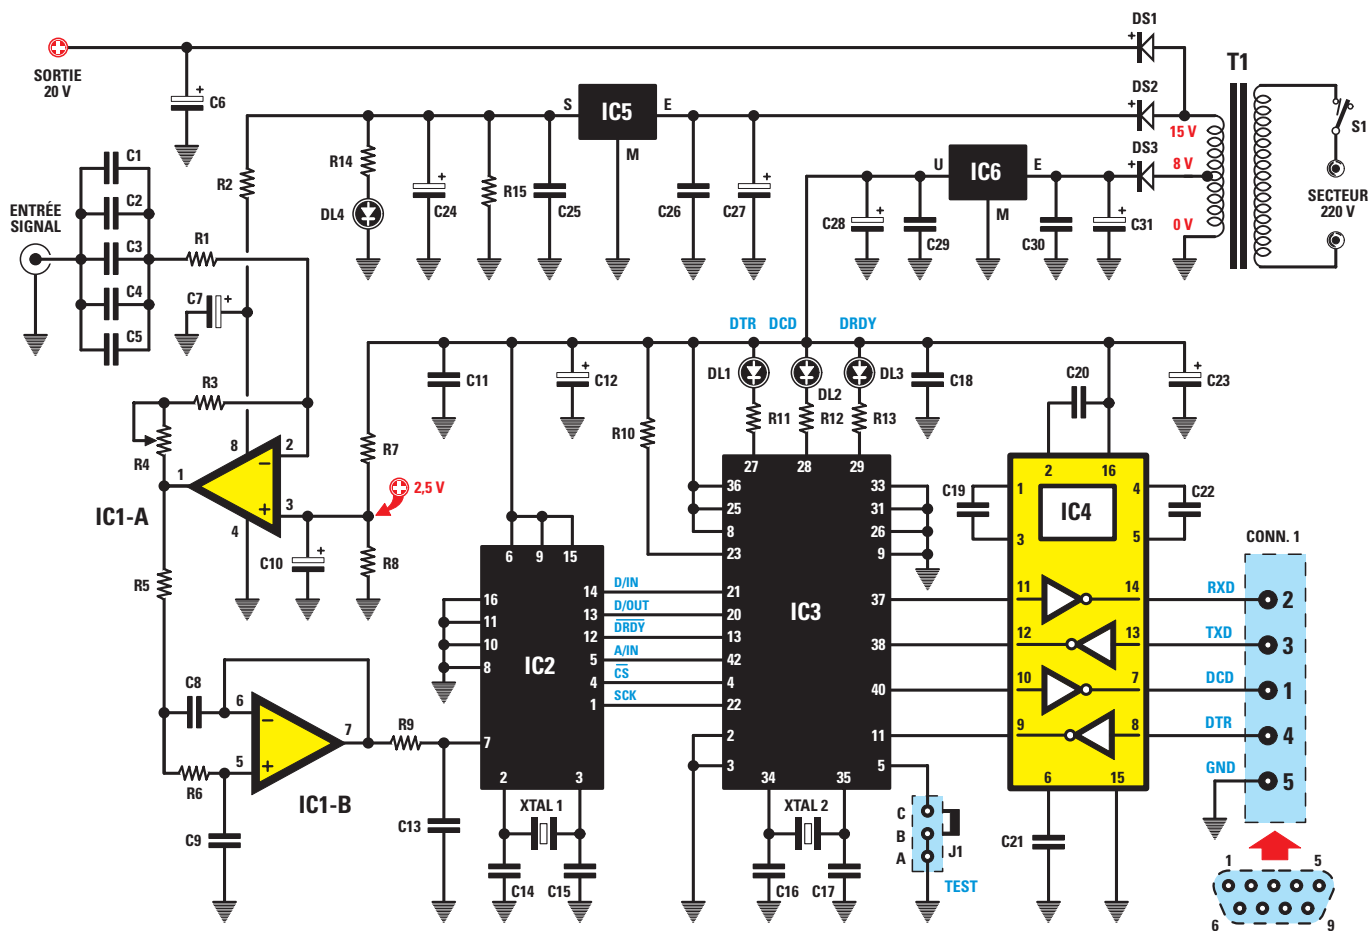 DS1
T1
SORTIE
20 V
C6
DS2
S IC5 E
15 V
S1
C1
R14
M
DS3
8 V
U IC6 E
R2
R15
C2
DL4
C24
C25
C26
C27
M
SECTEUR
220 V
ENTRÉE
SIGNAL
C3
R1
C28
C29
C30
C31
0 V
C4
C7
C5
DTR
DCD
DRDY
R3
C11
C12
DL1
DL2
DL3
C18
C20
C23
R4
R7
R10
R11
R12
R13
8
2
1
3
4
IC1-A
2,5 V
27 28 29
2 16
36
25
8
23
33
31
26
9
C19
1
3
IC4
4
5
C22
CONN. 1
C10
R8
R5
6 9 15
16
11
10
8
IC2
14 D/IN 21
13 D/OUT 20
12 DRDY 13
5 A/IN 42
4 CS 4
1 SCK 22
IC3
37 11 14 RXD 2
38 12 13 TXD 3
40 10 7 DCD 1
11 9 8 DTR 4
GND 5
C8
6
7
5
R9
7
R6
IC1-B
2 3
2
3
34 35
5
6 15
C9
C13
XTAL 1
C14
C15
XTAL 2
C16
C17
C
B
A
J1
TEST
C21
1 5
6 9